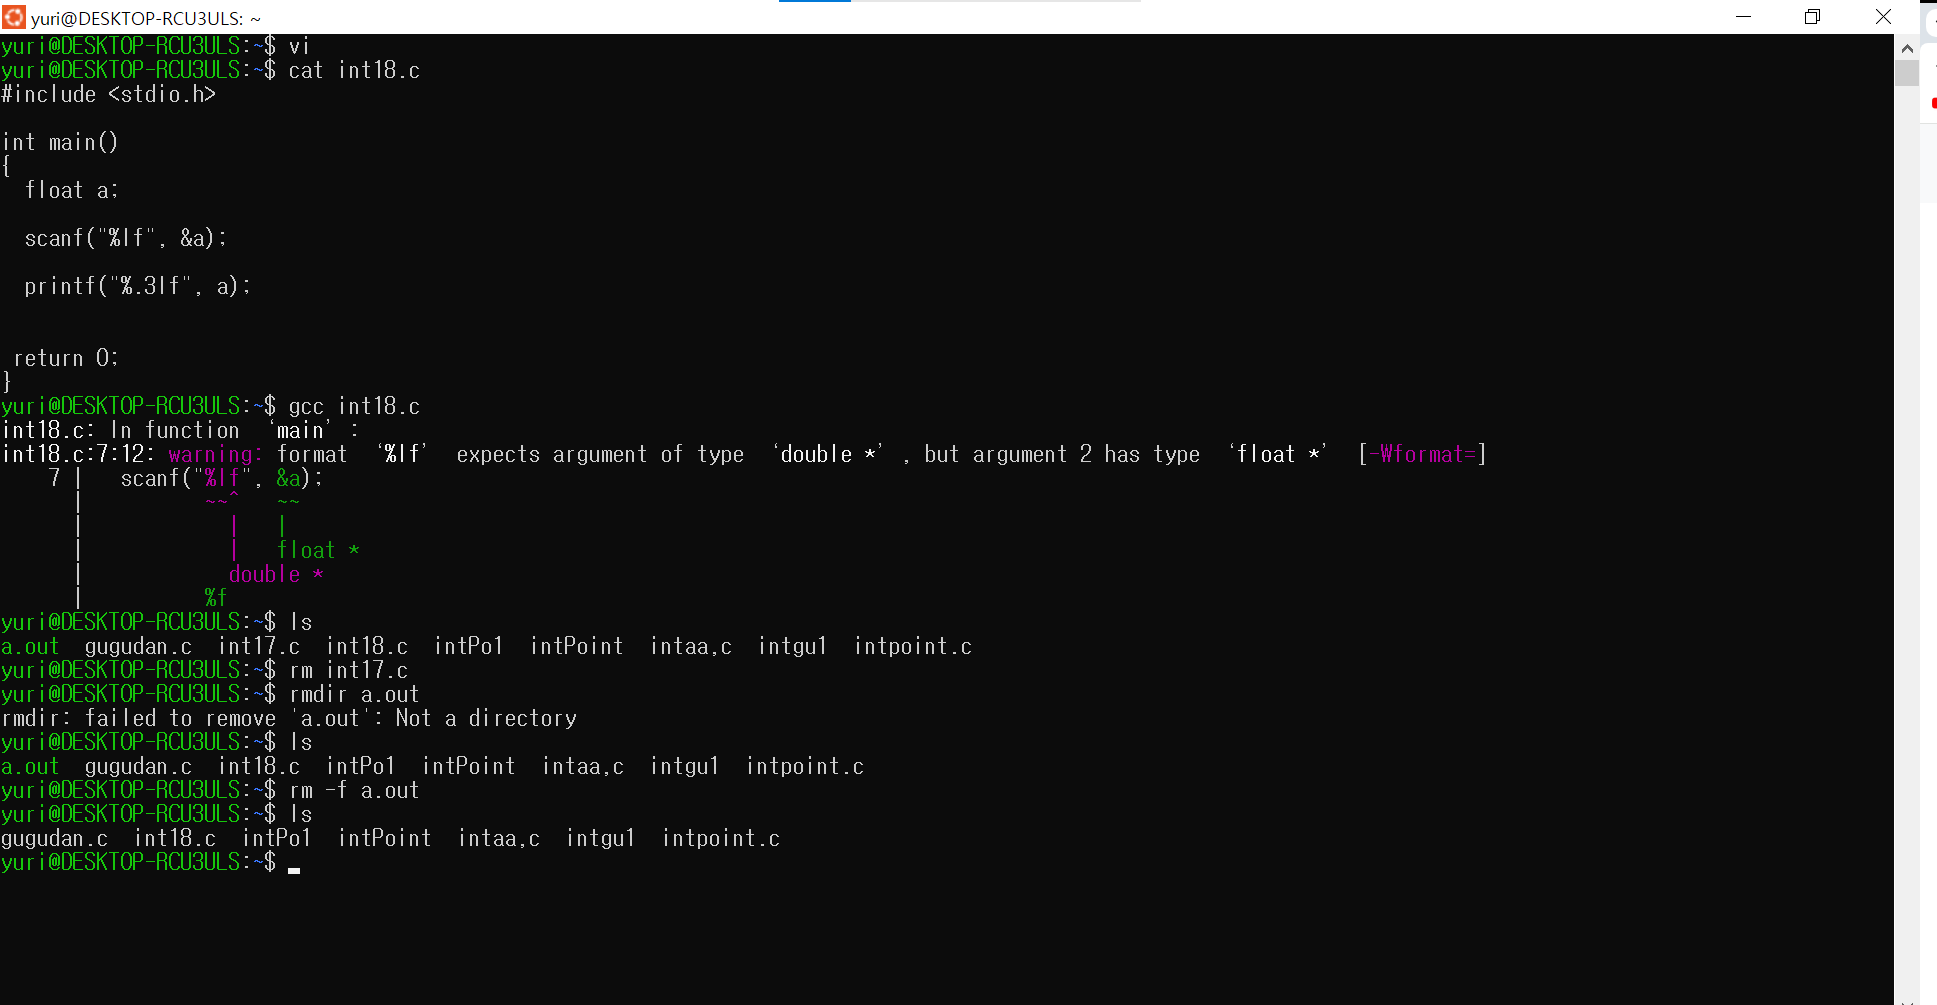 yuri@DESKTOP-RCU3ULS: ~
yuri@DESKTOP-RCU3ULS:~$ vi
yuri@DESKTOP-RCU3ULS:~$ cat int18.c
#include <stdio.h>
int main()
{
  float a;
  scanf("%lf", &a);
  printf("%.3lf", a);
 return 0;
}
yuri@DESKTOP-RCU3ULS:~$ gcc int18.c
int18.c: In function ‘main’:
int18.c:7:12: warning: format ‘%lf’ expects argument of type ‘double *’, but argument 2 has type ‘float *’ [-Wformat=]
    7 |   scanf("%lf", &a);
      |          ~~^   ~~
      |            |   |
      |            |   float *
      |            double *
      |          %f
yuri@DESKTOP-RCU3ULS:~$ ls
a.out  gugudan.c  int17.c  int18.c  intPo1  intPoint  intaa,c  intgu1  intpoint.c
yuri@DESKTOP-RCU3ULS:~$ rm int17.c
yuri@DESKTOP-RCU3ULS:~$ rmdir a.out
rmdir: failed to remove 'a.out': Not a directory
yuri@DESKTOP-RCU3ULS:~$ ls
a.out  gugudan.c  int18.c  intPo1  intPoint  intaa,c  intgu1  intpoint.c
yuri@DESKTOP-RCU3ULS:~$ rm -f a.out
yuri@DESKTOP-RCU3ULS:~$ ls
gugudan.c  int18.c  intPo1  intPoint  intaa,c  intgu1  intpoint.c
yuri@DESKTOP-RCU3ULS:~$